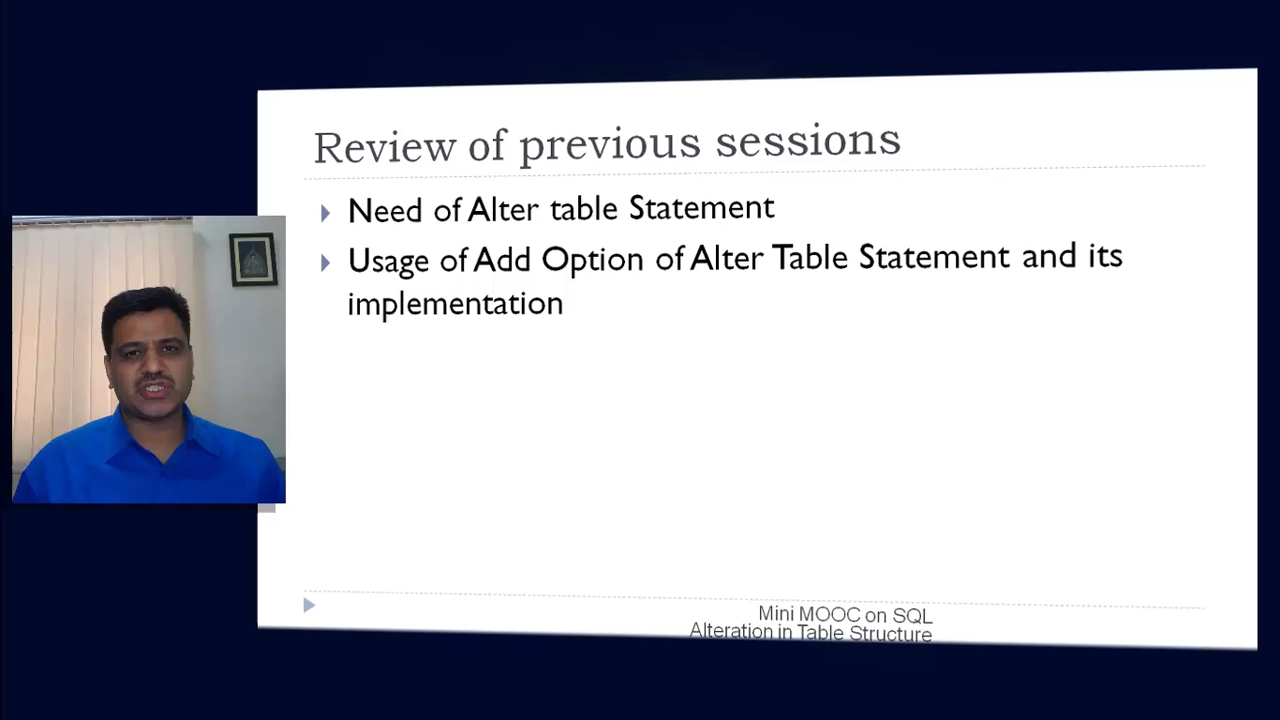 Review of previous sessions
Need of Alter table Statement
Usage of Add Option of Alter Table Statement and its
implementation
Mini MOOC on SQL
Alteration in Table Structure